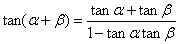 tan(α + β) = (tan α + tan β) / (1 − tan α tan β)